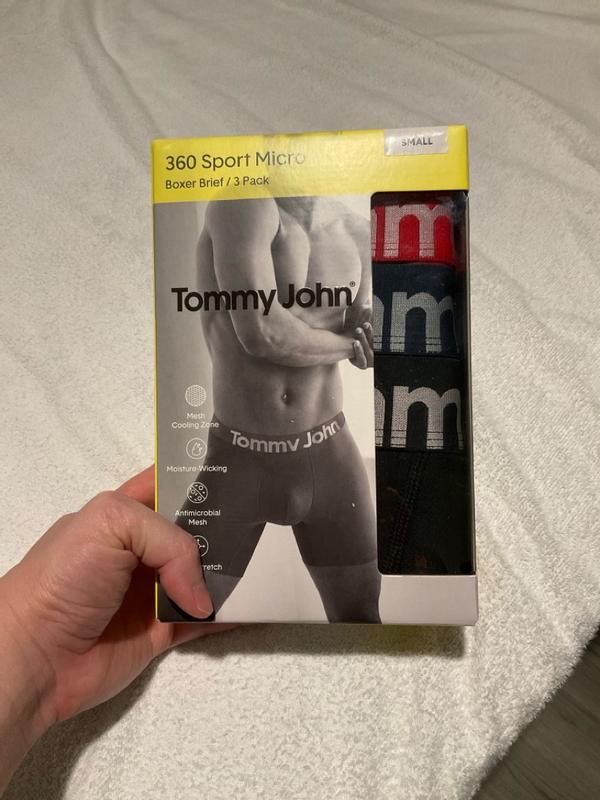 360 Sport Micro
SMALL
Boxer Brief / 3 Pack
Tommy John®
Mesh
Cooling Zone
Moisture-Wicking
Antimicrobial
Mesh
Tommy John